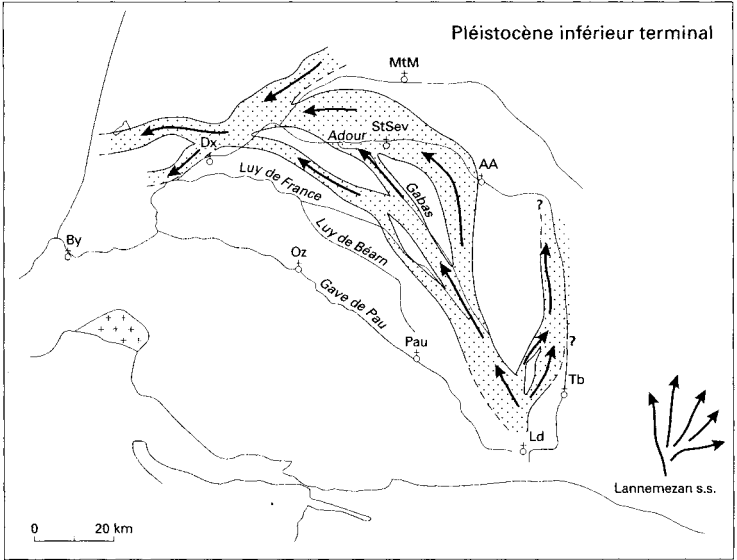 Pléistocène inférieur terminal
MtM
Adour
StSev
Dx
AA
Luy de France
Gabas
?
Luy de Béarn
By
Oz
Gave de Pau
Pau
?
Tb
Ld
Lannemezan s.s.
0 20 km